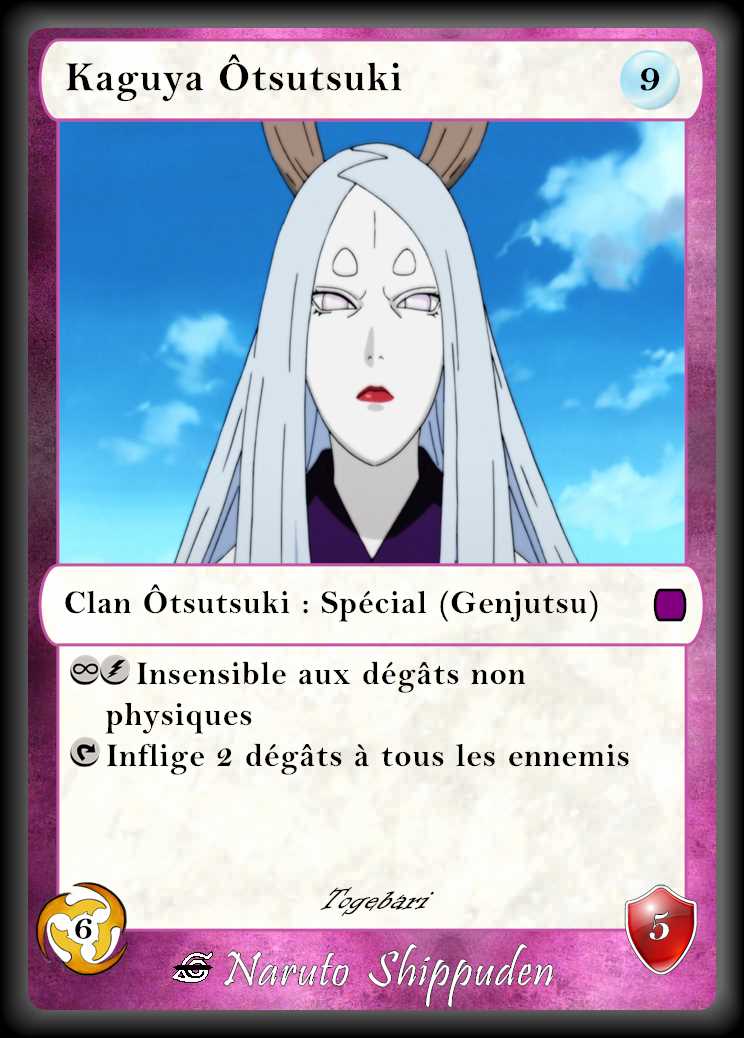 Kaguya Ôtsutsuki
9
Clan Ôtsutsuki : Spécial (Genjutsu)
Insensible aux dégâts non
physiques
Inflige 2 dégâts à tous les ennemis
Togebari
6
5
Naruto Shippuden